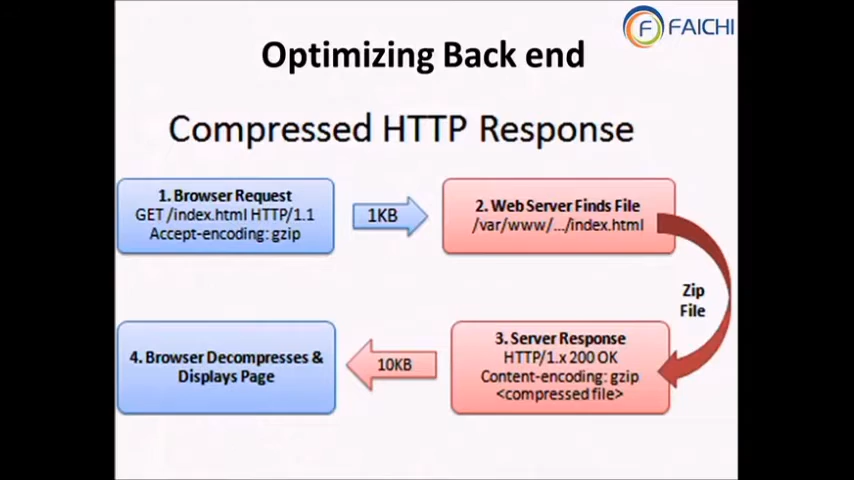 FAICHI
Optimizing Back end
Compressed HTTP Response
1. Browser Request
GET /index.html HTTP/1.1
Accept-encoding: gzip
1KB
2. Web Server Finds File
/var/www/.../index.html
Zip
File
3. Server Response
HTTP/1.x 200 OK
Content-encoding: gzip
<compressed file>
10KB
4. Browser Decompresses &
Displays Page